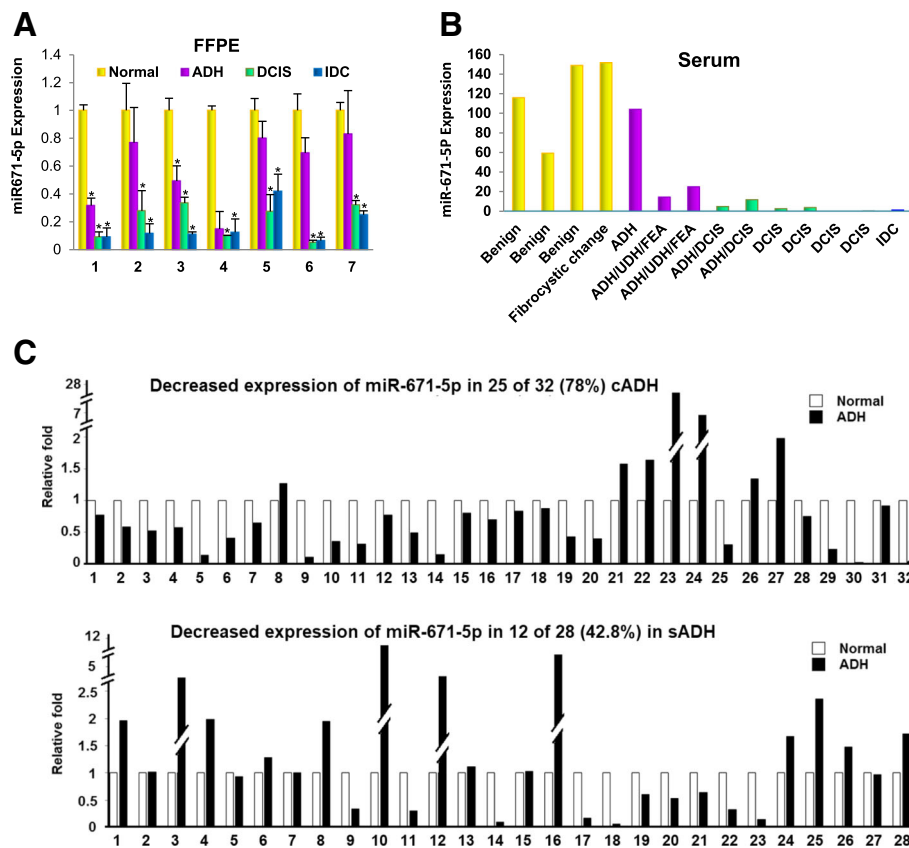 A
FFPE
miR671-5p Expression
1.4
1.2
1
0.8
0.6
0.4
0.2
0
Normal ADH DCIS IDC
* * * * * * * * * * * * * * * *
1 2 3 4 5 6 7
B
Serum
miR-671-5P Expression
160
140
120
100
80
60
40
20
0
Benign
Benign
Benign
Fibrocystic change
ADH
ADH/UDH/FEA
ADH/UDH/FEA
ADH/DCIS
ADH/DCIS
DCIS
DCIS
DCIS
DCIS
IDC
C
Decreased expression of miR-671-5p in 25 of 32 (78%) cADH
Normal
ADH
Relative fold
28
7
2
1.5
1
0.5
0
1 2 3 4 5 6 7 8 9 10 11 12 13 14 15 16 17 18 19 20 21 22 23 24 25 26 27 28 29 30 31 32
Decreased expression of miR-671-5p in 12 of 28 (42.8%) in sADH
Normal
ADH
Relative fold
12
5
2.5
2
1.5
1
0.5
0
1 2 3 4 5 6 7 8 9 10 11 12 13 14 15 16 17 18 19 20 21 22 23 24 25 26 27 28